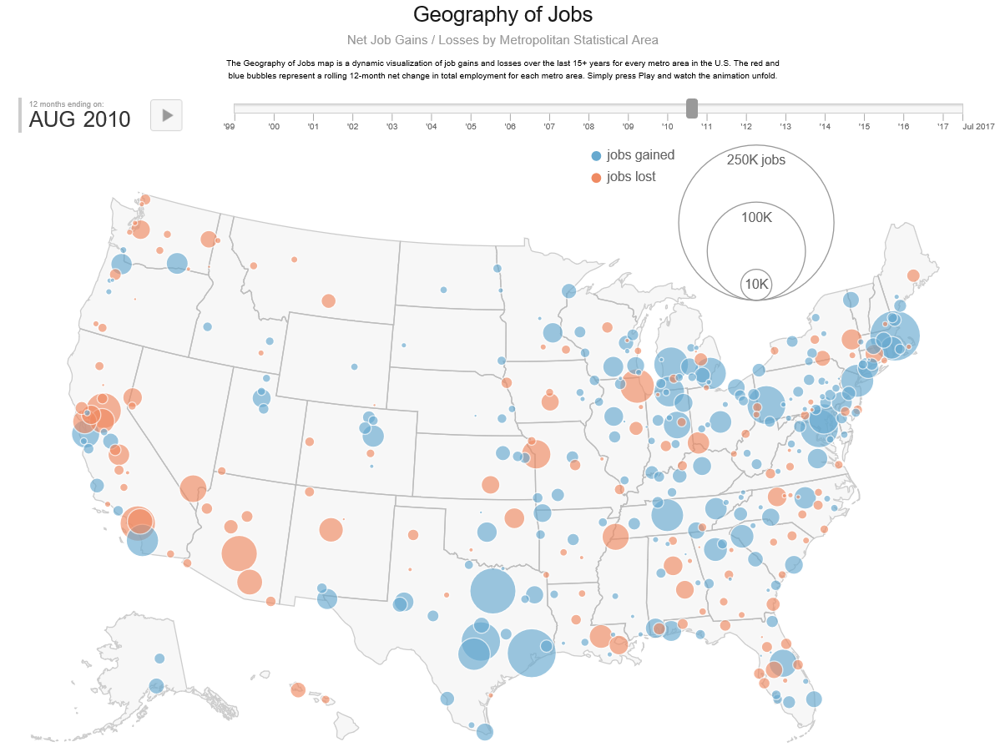 Geography of Jobs
Net Job Gains / Losses by Metropolitan Statistical Area
The Geography of Jobs map is a dynamic visualization of job gains and losses over the last 15+ years for every metro area in the U.S. The red and
blue bubbles represent a rolling 12-month net change in total employment for each metro area. Simply press Play and watch the animation unfold.
12 months ending on:
AUG 2010
'99 '00 '01 '02 '03 '04 '05 '06 '07 '08 '09 '10 '11 '12 '13 '14 '15 '16 '17 Jul 2017
jobs gained
jobs lost
250K jobs
100K
10K